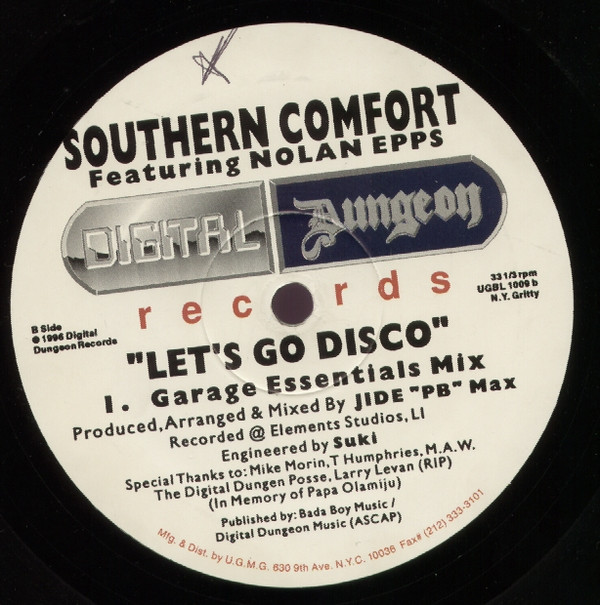 SOUTHERN COMFORT
Featuring NOLAN EPPS
DIGITAL Dungeon
records
33 1/3 rpm
UGBL 1009 b
N.Y. Gritty
B Side
℗ 1996 Digital
Dungeon Records
"LET'S GO DISCO"
1. Garage Essentials Mix
Produced, Arranged & Mixed By JIDE "PB" Max
Recorded @ Elements Studios, LI
Engineered by Suki
Special Thanks to: Mike Morin, T Humphries, M.A.W.
The Digital Dungen Posse, Larry Levan (RIP)
(In Memory of Papa Olamiju)
Published by: Bada Boy Music /
Digital Dungeon Music (ASCAP)
Mfg. & Dist. by U.G.M.G. 630 9th Ave. N.Y.C. 10036 Fax# (212) 333-3101